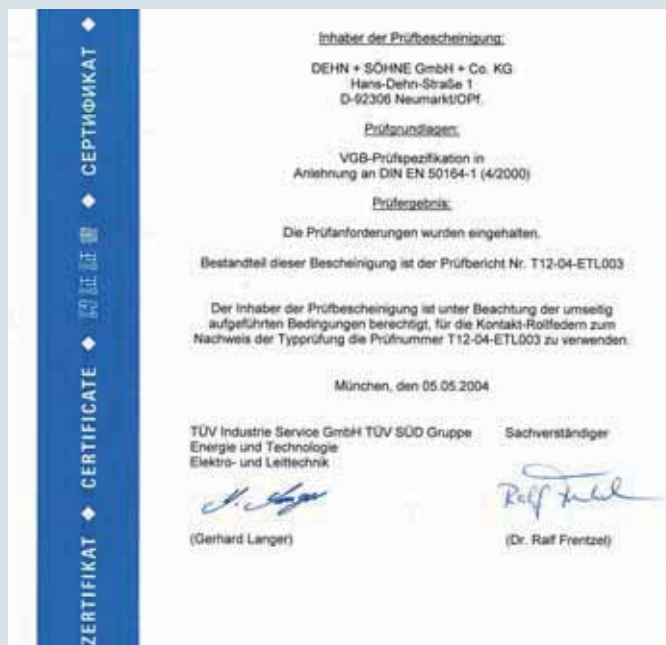 Inhaber der Prüfbescheinigung:
DEHN + SÖHNE GmbH + Co. KG
Hans-Dehn-Straße 1
D-92306 Neumarkt/OPf.
Prüfgrundlagen:
VGB-Prüfspezifikation in
Anlehnung an DIN EN 50164-1 (4/2000)
Prüfergebnis:
Die Prüfanforderungen wurden eingehalten.
Bestandteil dieser Bescheinigung ist der Prüfbericht Nr. T12-04-ETL003
Der Inhaber der Prüfbescheinigung ist unter Beachtung der umseitig
aufgeführten Bedingungen berechtigt, für die Kontakt-Rollfedern zum
Nachweis der Typprüfung die Prüfnummer T12-04-ETL003 zu verwenden.
München, den 05.05.2004
TÜV Industrie Service GmbH TÜV SÜD Gruppe
Energie und Technologie
Elektro- und Leittechnik
Sachverständiger
(Gerhard Langer)
(Dr. Ralf Frentzel)
ZERTIFIKAT ◆ CERTIFICATE ◆ 認証証書 ◆ СЕРТИФИКАТ ◆